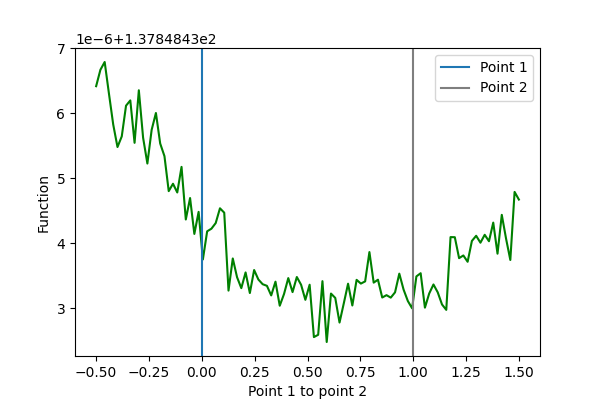 1e−6+1.3784843e2
7
6
5
4
3
Function
−0.50 −0.25 0.00 0.25 0.50 0.75 1.00 1.25 1.50
Point 1 to point 2
Point 1
Point 2